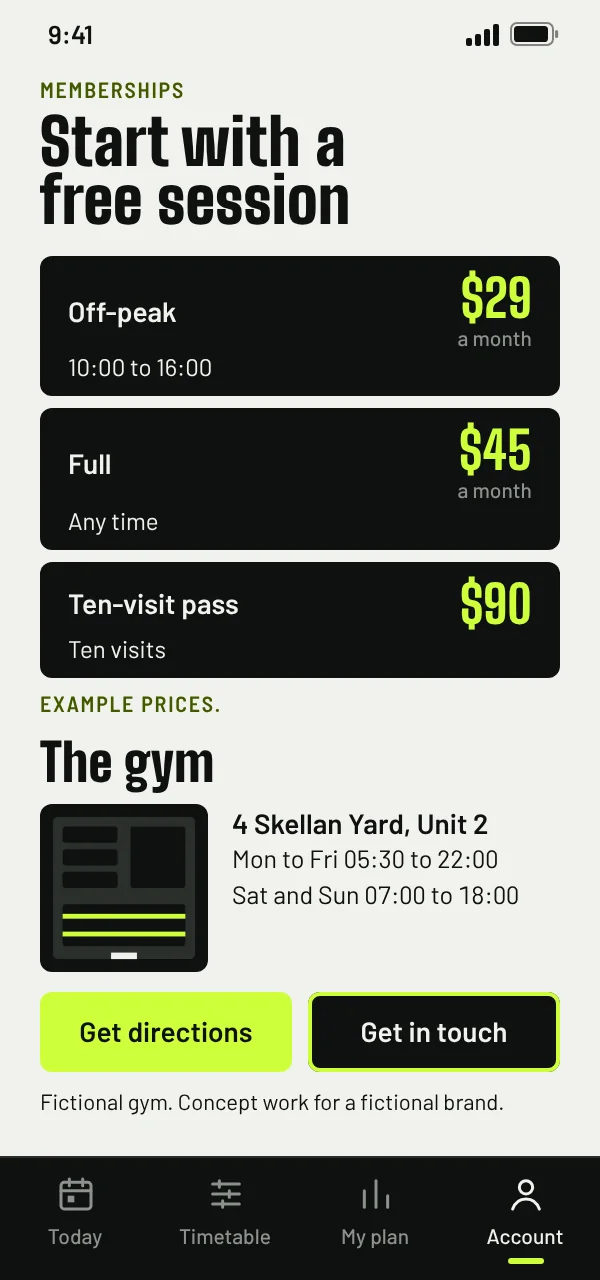 9:41
MEMBERSHIPS
Start with a
free session
Off-peak
$29
a month
10:00 to 16:00
Full
$45
a month
Any time
Ten-visit pass
$90
Ten visits
EXAMPLE PRICES.
The gym
4 Skellan Yard, Unit 2
Mon to Fri 05:30 to 22:00
Sat and Sun 07:00 to 18:00
Get directions
Get in touch
Fictional gym. Concept work for a fictional brand.
Today
Timetable
My plan
Account